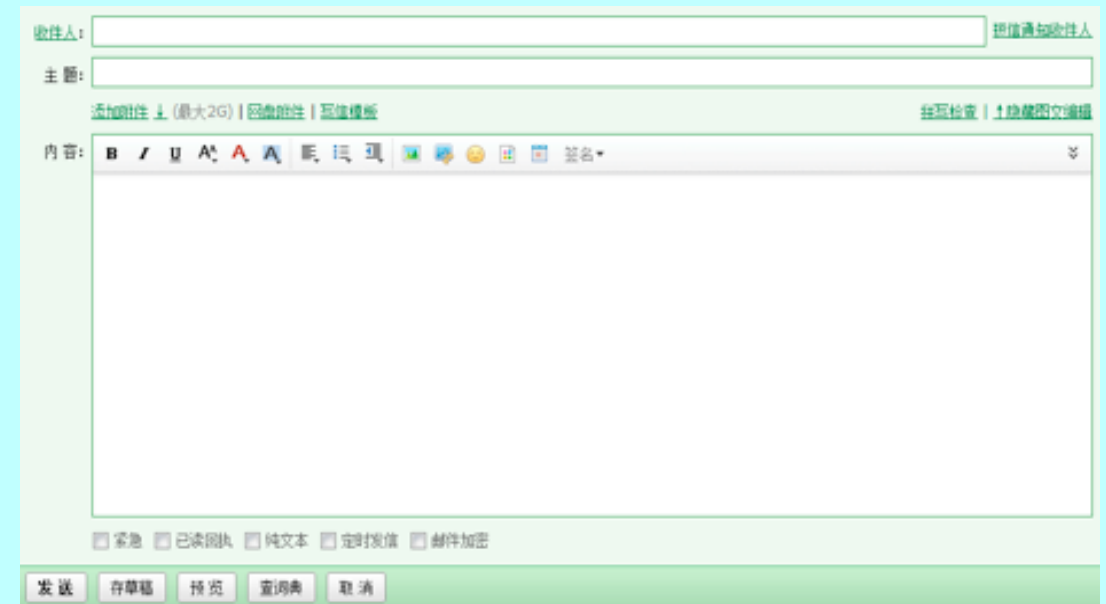 收件人: 短信通知收件人
主 题:
添加附件 (最大2G) | 网盘附件 | 写信模板 拼写检查 | 隐藏图文编辑
内 容: B I U A A A 签名
紧急 已读回执 纯文本 定时发信 邮件加密
发 送 存草稿 预 览 查词典 取 消